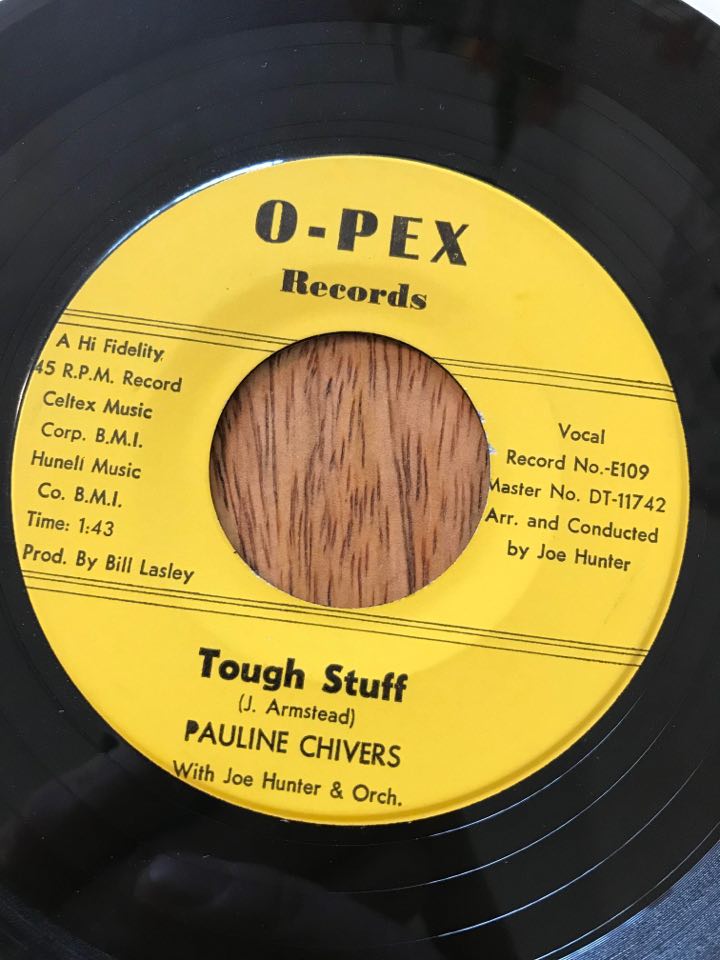 O-PEX
Records
A Hi Fidelity
45 R.P.M. Record
Celtex Music
Corp. B.M.I.
Huneli Music
Co. B.M.I.
Time: 1:43
Prod. By Bill Lasley
Vocal
Record No.-E109
Master No. DT-11742
Arr. and Conducted
by Joe Hunter
Tough Stuff
(J. Armstead)
PAULINE CHIVERS
With Joe Hunter & Orch.